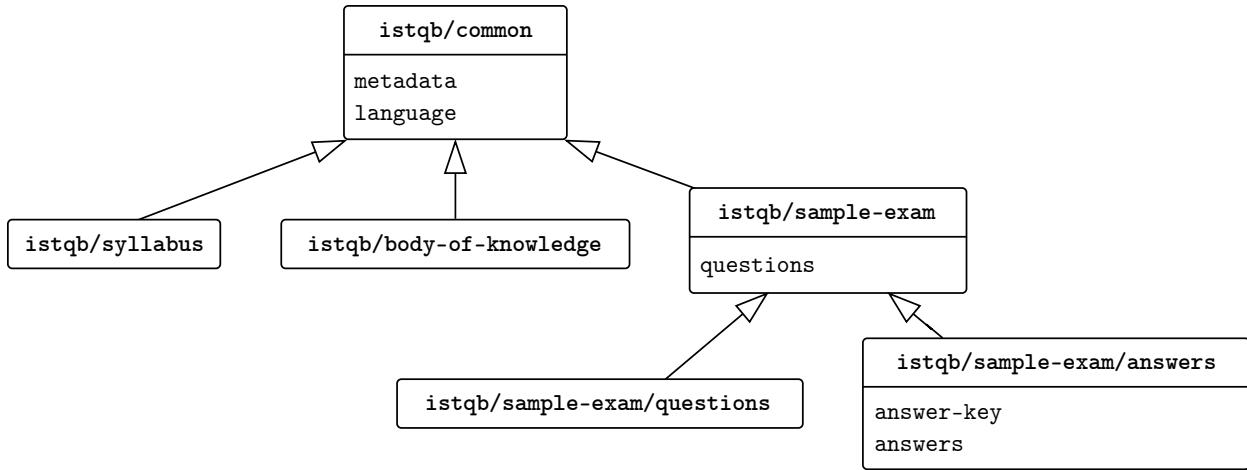 istqb/common
metadata
language
istqb/syllabus
istqb/body-of-knowledge
istqb/sample-exam
questions
istqb/sample-exam/questions
istqb/sample-exam/answers
answer-key
answers